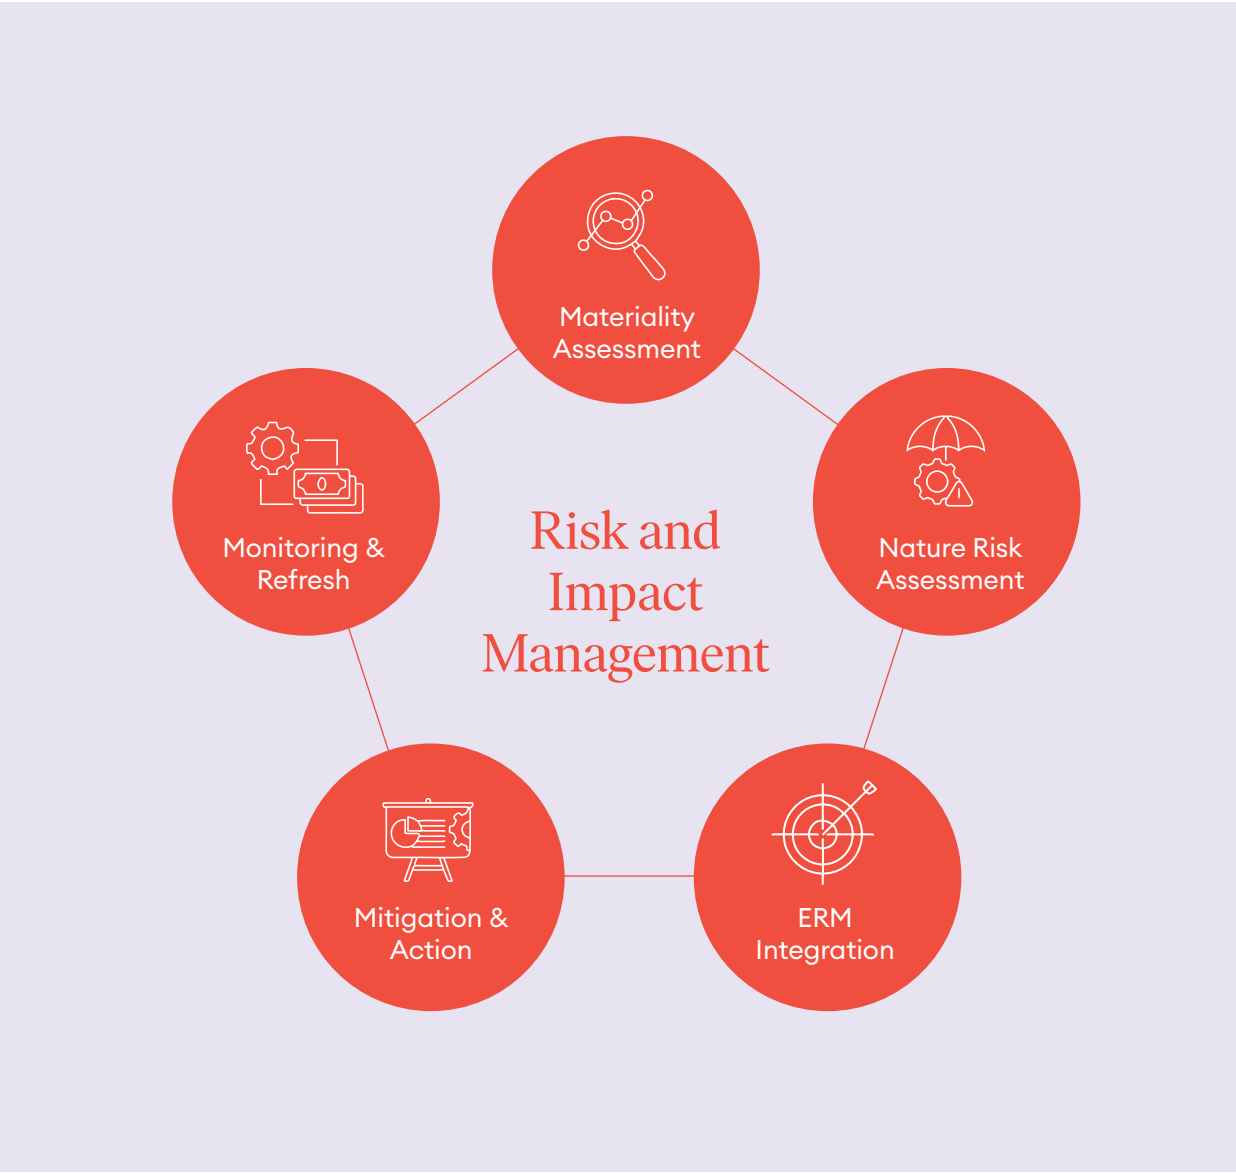 Materiality
Assessment
Nature Risk
Assessment
ERM
Integration
Mitigation &
Action
Monitoring &
Refresh
Risk and
Impact
Management